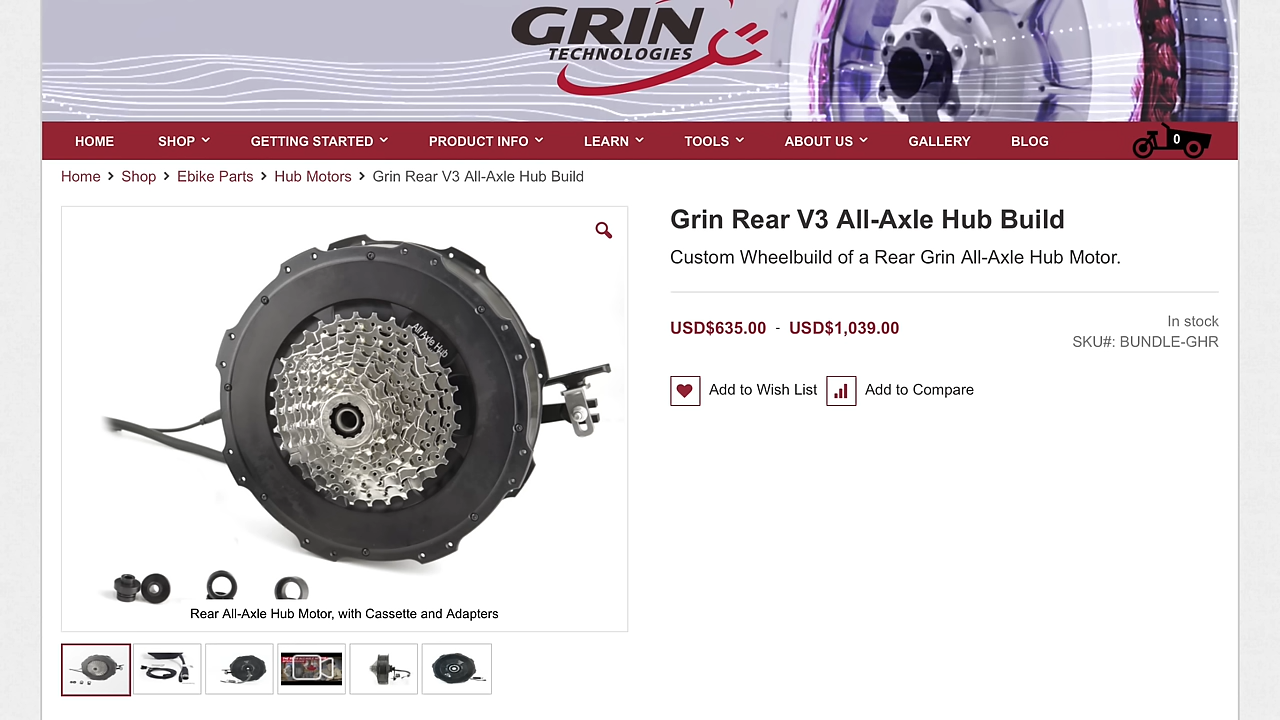 GRIN
TECHNOLOGIES
HOME SHOP GETTING STARTED PRODUCT INFO LEARN TOOLS ABOUT US GALLERY BLOG 0
Home > Shop > Ebike Parts > Hub Motors > Grin Rear V3 All-Axle Hub Build
All Axle Hub
Rear All-Axle Hub Motor, with Cassette and Adapters
Grin Rear V3 All-Axle Hub Build
Custom Wheelbuild of a Rear Grin All-Axle Hub Motor.
USD$635.00 - USD$1,039.00
In stock
SKU#: BUNDLE-GHR
Add to Wish List Add to Compare